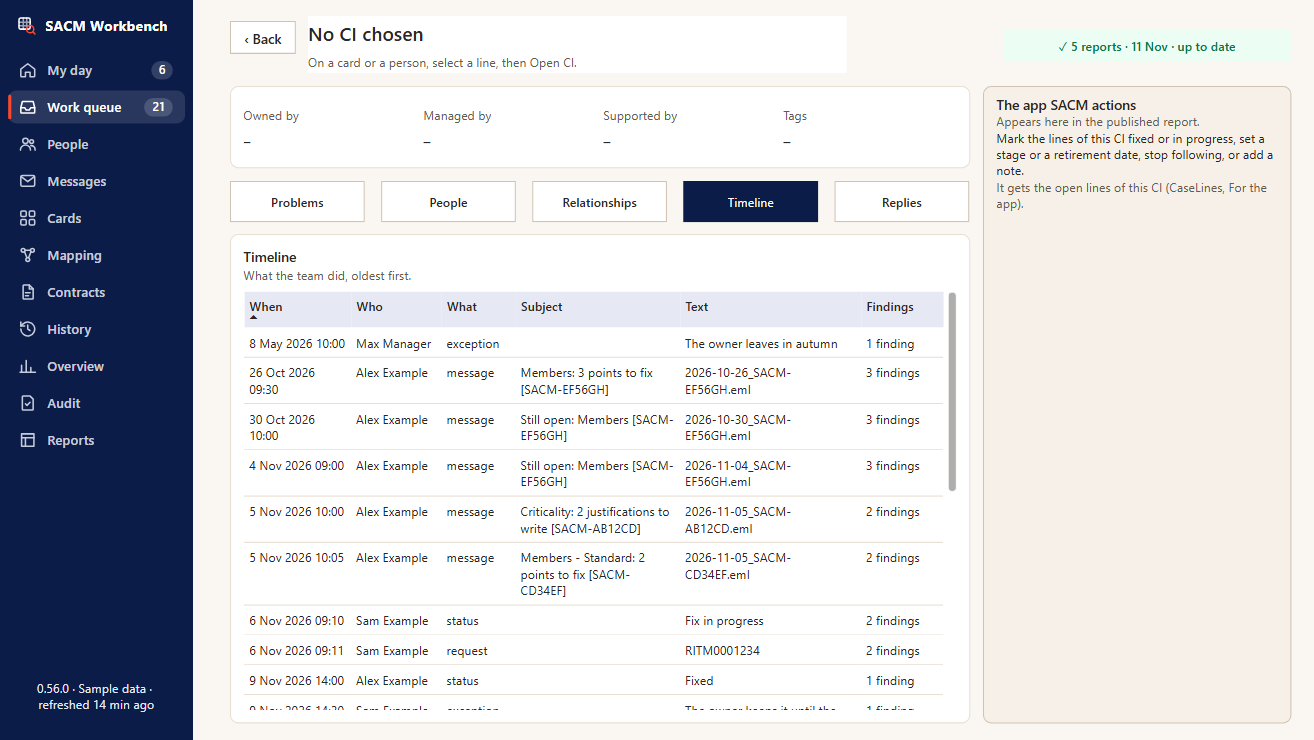 SACM Workbench
My day 6
Work queue 21
People
Messages
Cards
Mapping
Contracts
History
Overview
Audit
Reports
0.56.0 · Sample data ·
refreshed 14 min ago
‹ Back
No CI chosen
On a card or a person, select a line, then Open CI.
✓ 5 reports · 11 Nov · up to date
Owned by Managed by Supported by Tags
– – – –
Problems People Relationships Timeline Replies
Timeline
What the team did, oldest first.
When Who What Subject Text Findings
8 May 2026 10:00 Max Manager exception The owner leaves in autumn 1 finding
26 Oct 2026 Alex Example message Members: 3 points to fix 2026-10-26_SACM- 3 findings
09:30 [SACM-EF56GH] EF56GH.eml
30 Oct 2026 Alex Example message Still open: Members [SACM- 2026-10-30_SACM- 3 findings
10:00 EF56GH] EF56GH.eml
4 Nov 2026 09:00 Alex Example message Still open: Members [SACM- 2026-11-04_SACM- 3 findings
EF56GH] EF56GH.eml
5 Nov 2026 10:00 Alex Example message Criticality: 2 justifications to 2026-11-05_SACM- 2 findings
write [SACM-AB12CD] AB12CD.eml
5 Nov 2026 10:05 Alex Example message Members - Standard: 2 2026-11-05_SACM- 2 findings
points to fix [SACM- CD34EF.eml
CD34EF]
6 Nov 2026 09:10 Sam Example status Fix in progress 2 findings
6 Nov 2026 09:11 Sam Example request RITM0001234 2 findings
9 Nov 2026 14:00 Alex Example status Fixed 1 finding
The app SACM actions
Appears here in the published report.
Mark the lines of this CI fixed or in progress, set a
stage or a retirement date, stop following, or add a
note.
It gets the open lines of this CI (CaseLines, For the
app).